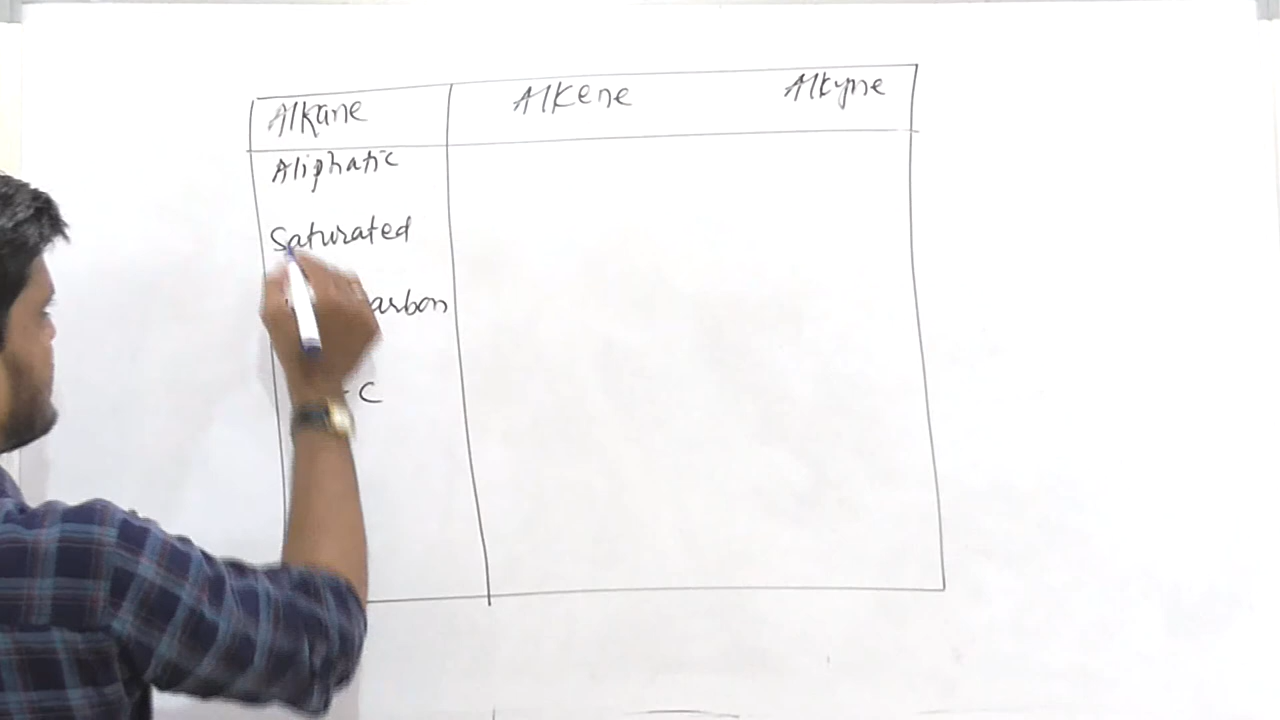 Alkane Alkene Alkyne
Aliphatic
Saturated
arbon
- C